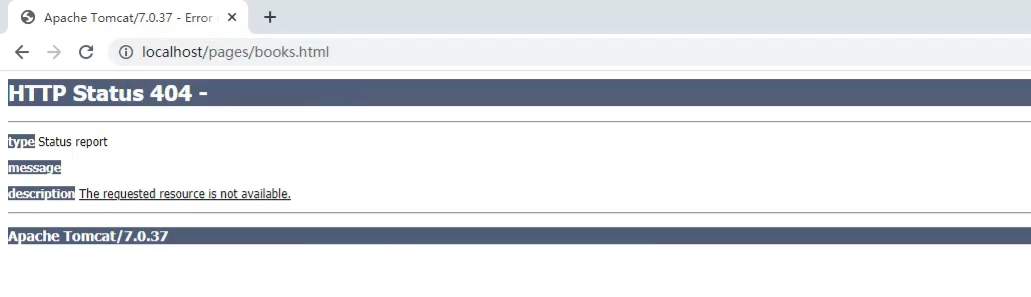 Apache Tomcat/7.0.37 - Error
localhost/pages/books.html
HTTP Status 404 -
type Status report
message
description The requested resource is not available.
Apache Tomcat/7.0.37